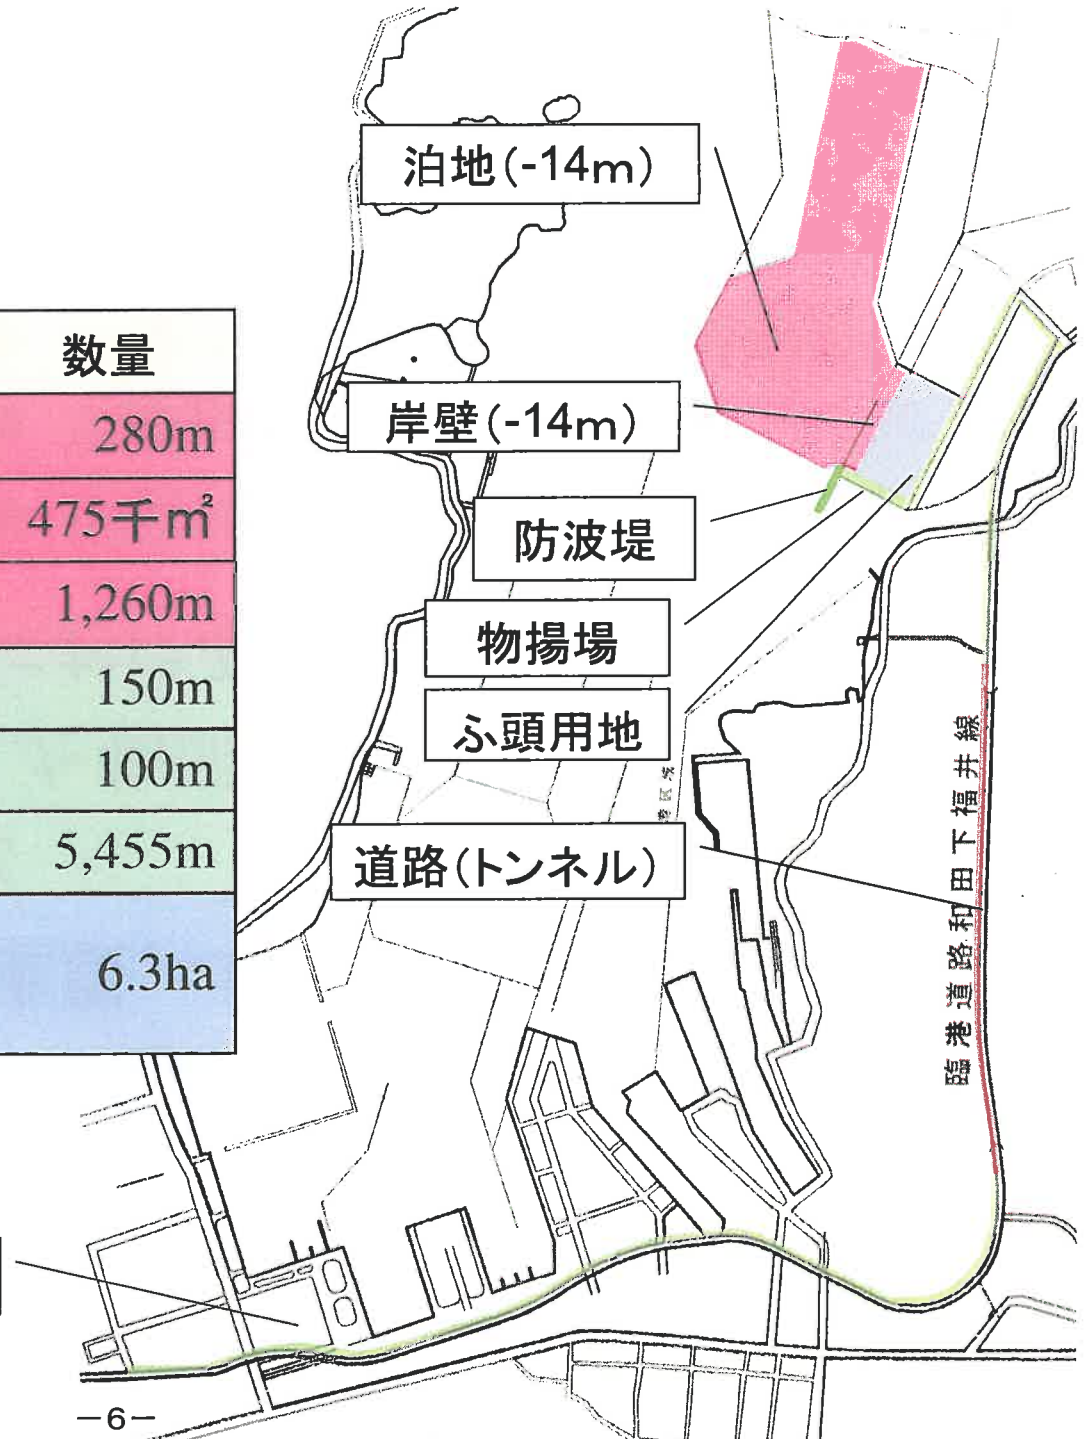 泊地(-14m)
数量
280m
475千㎡
1,260m
150m
100m
5,455m
6.3ha
岸壁(-14m)
防波堤
物揚場
ふ頭用地
道路(トンネル)
臨港道路和田下福井線
-6-